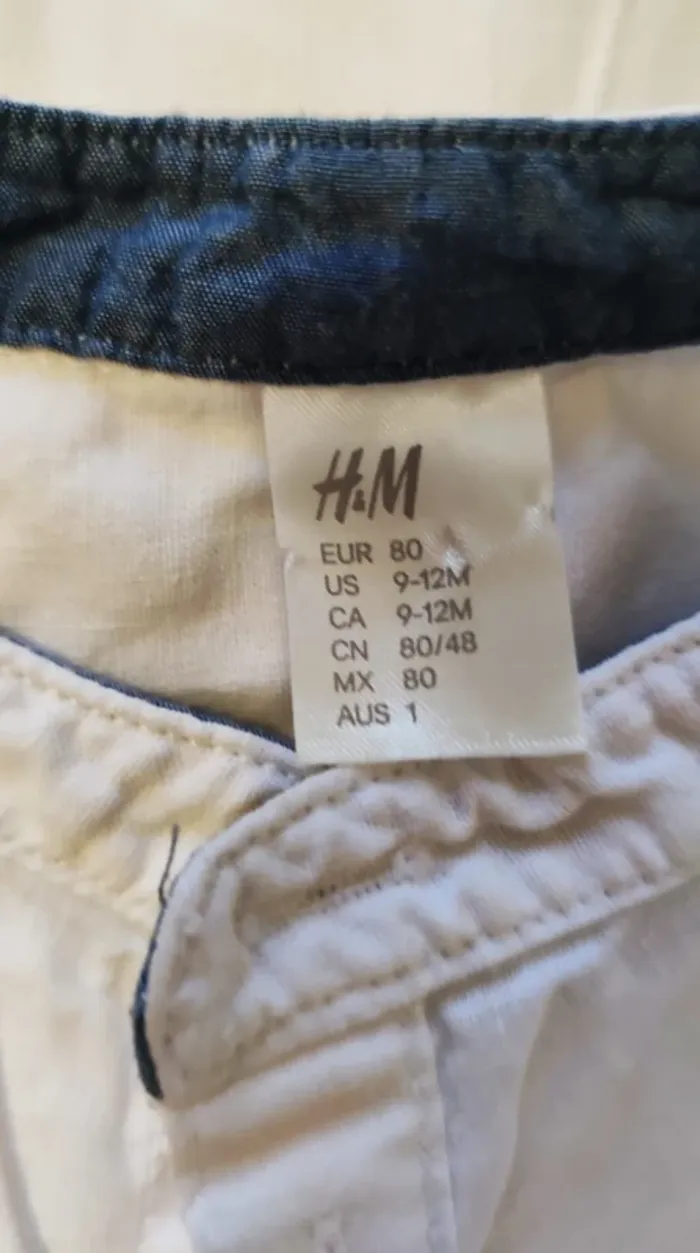 H&M
EUR 80
US 9-12M
CA 9-12M
CN 80/48
MX 80
AUS 1